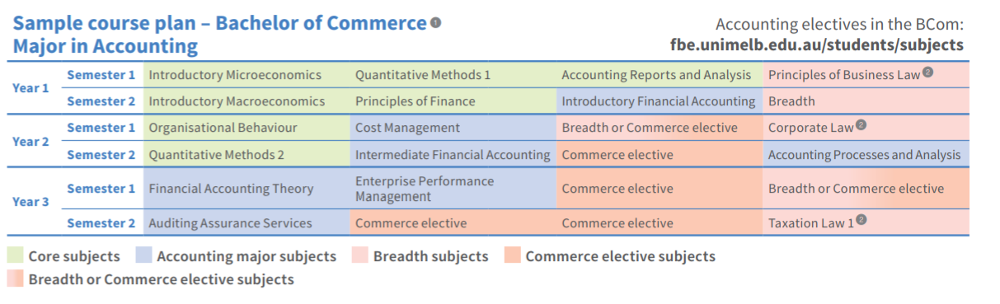 Sample course plan – Bachelor of Commerce 1
Major in Accounting
Accounting electives in the BCom:
fbe.unimelb.edu.au/students/subjects
Year 1
Semester 1 Introductory Microeconomics Quantitative Methods 1 Accounting Reports and Analysis Principles of Business Law 2
Semester 2 Introductory Macroeconomics Principles of Finance Introductory Financial Accounting Breadth
Year 2
Semester 1 Organisational Behaviour Cost Management Breadth or Commerce elective Corporate Law 2
Semester 2 Quantitative Methods 2 Intermediate Financial Accounting Commerce elective Accounting Processes and Analysis
Year 3
Semester 1 Financial Accounting Theory Enterprise Performance Management Commerce elective Breadth or Commerce elective
Semester 2 Auditing Assurance Services Commerce elective Commerce elective Taxation Law 1 2
Core subjects Accounting major subjects Breadth subjects Commerce elective subjects
Breadth or Commerce elective subjects